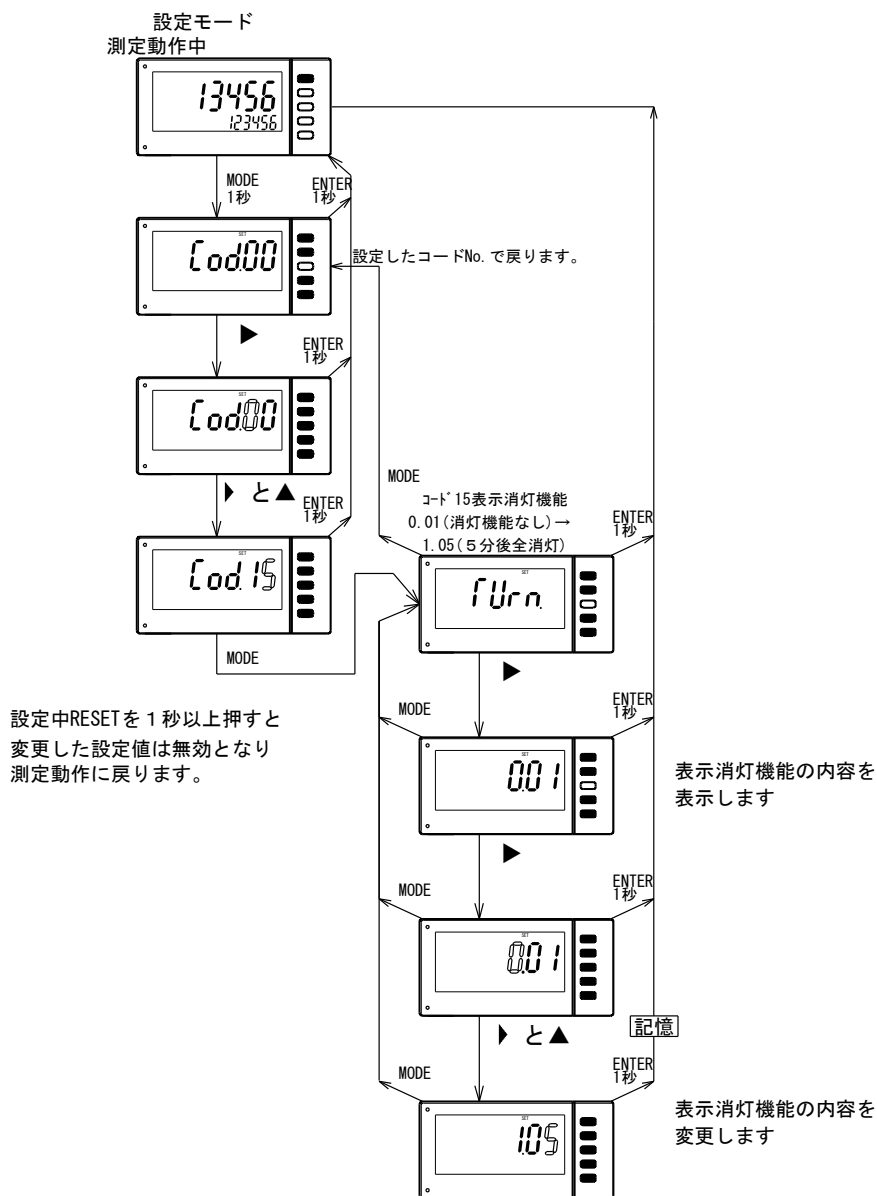 設定モード
測定動作中
13456
123456
MODE
1秒
ENTER
1秒
SET
Cod.00
設定したコードNo.で戻ります。
▶
ENTER
1秒
SET
Cod.00
▶ と▲
ENTER
1秒
MODE
コード15表示消灯機能
0.01(消灯機能なし)→
1.05(５分後全消灯)
ENTER
1秒
SET
Cod.15
SET
TUrn.
MODE
▶
設定中RESETを１秒以上押すと
変更した設定値は無効となり
測定動作に戻ります。
MODE
ENTER
1秒
SET
0.01
表示消灯機能の内容を
表示します
▶
MODE
ENTER
1秒
SET
0.01
▶ と▲
記憶
MODE
ENTER
1秒
SET
1.05
表示消灯機能の内容を
変更します